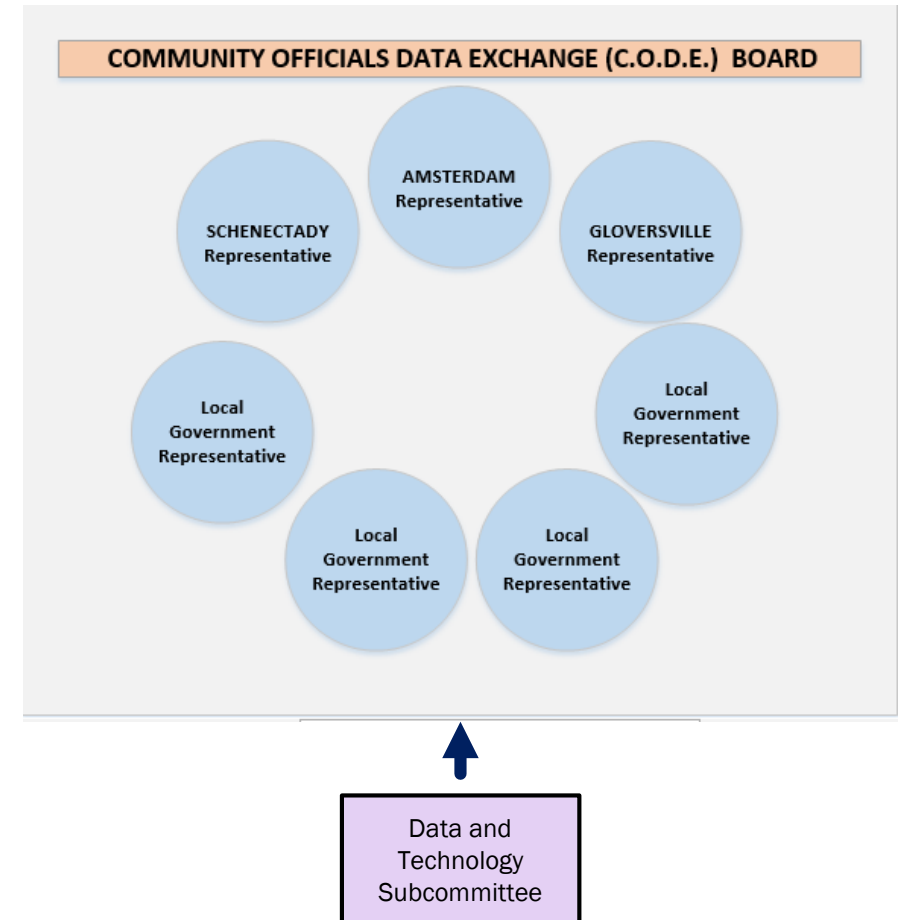 COMMUNITY OFFICIALS DATA EXCHANGE (C.O.D.E.) BOARD
AMSTERDAM
Representative
SCHENECTADY
Representative
GLOVERSVILLE
Representative
Local
Government
Representative
Local
Government
Representative
Local
Government
Representative
Local
Government
Representative
Data and
Technology
Subcommittee